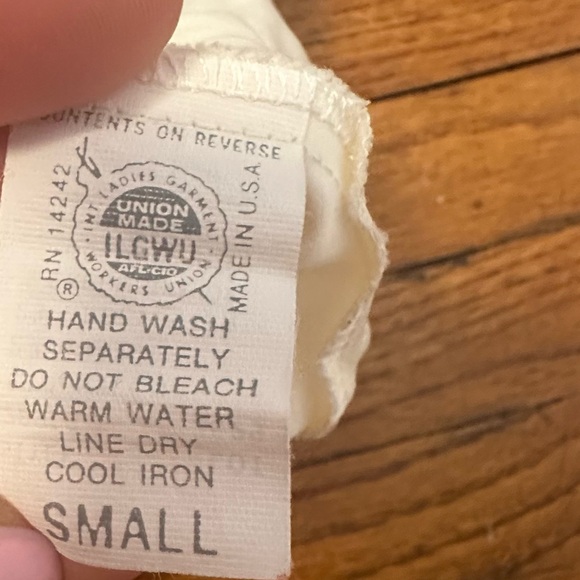 CONTENTS ON REVERSE
RN 14242
®
INT. LADIES GARMENT
WORKERS UNION
UNION
MADE
ILGWU
AFL-CIO
MADE IN U.S.A.
HAND WASH
SEPARATELY
DO NOT BLEACH
WARM WATER
LINE DRY
COOL IRON
SMALL